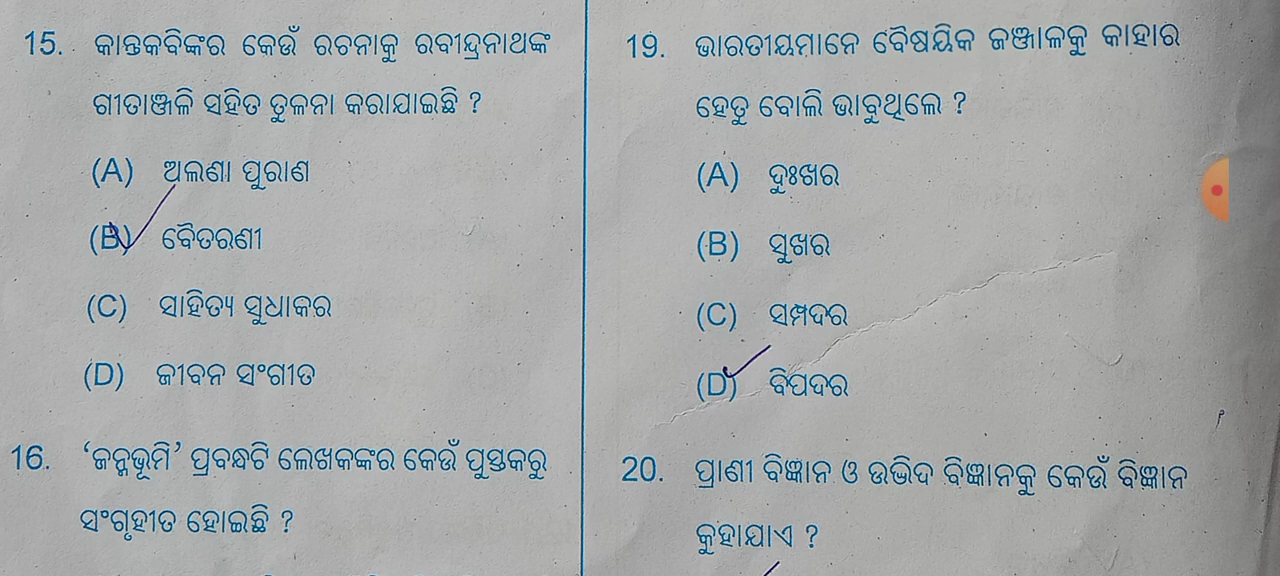 15. କାନ୍ତକବିଙ୍କର କେଉଁ ରଚନାକୁ ରବୀନ୍ଦ୍ରନାଥଙ୍କ
ଗୀତାଞ୍ଜଳି ସହିତ ତୁଳନା କରାଯାଇଛି ?
(A) ଅଲଣା ପୁରାଣ
(B) ବୈତରଣୀ
(C) ସାହିତ୍ୟ ସୁଧାକର
(D) ଜୀବନ ସଂଗୀତ
16. ‘ଜନ୍ମଭୂମି’ ପ୍ରବନ୍ଧଟି ଲେଖକଙ୍କର କେଉଁ ପୁସ୍ତକରୁ
ସଂଗୃହୀତ ହୋଇଛି ?
19. ଭାରତୀୟମାନେ ବୈଷୟିକ ଜଞ୍ଜାଳକୁ କାହାର
ହେତୁ ବୋଲି ଭାବୁଥିଲେ ?
(A) ଦୁଃଖର
(B) ସୁଖର
(C) ସମ୍ପଦର
(D) ବିପଦର
20. ପ୍ରାଣୀ ବିଜ୍ଞାନ ଓ ଉଦ୍ଭିଦ ବିଜ୍ଞାନକୁ କେଉଁ ବିଜ୍ଞାନ
କୁହାଯାଏ ?